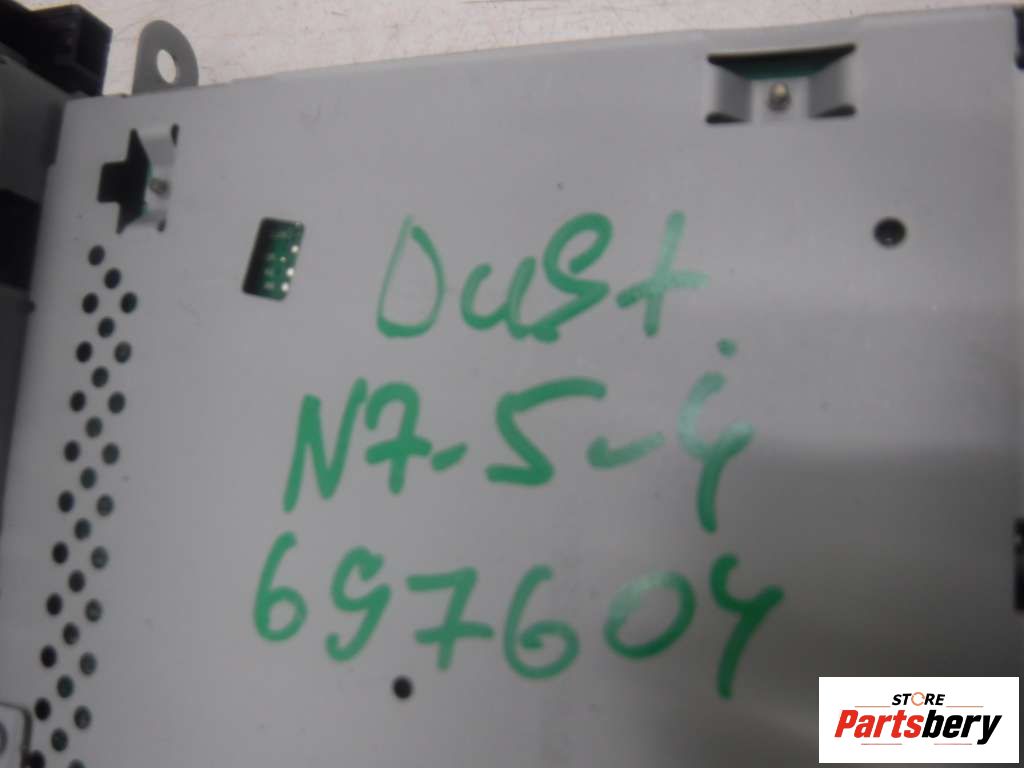 Dust
N7-5-4
697604
STORE
Partsbery